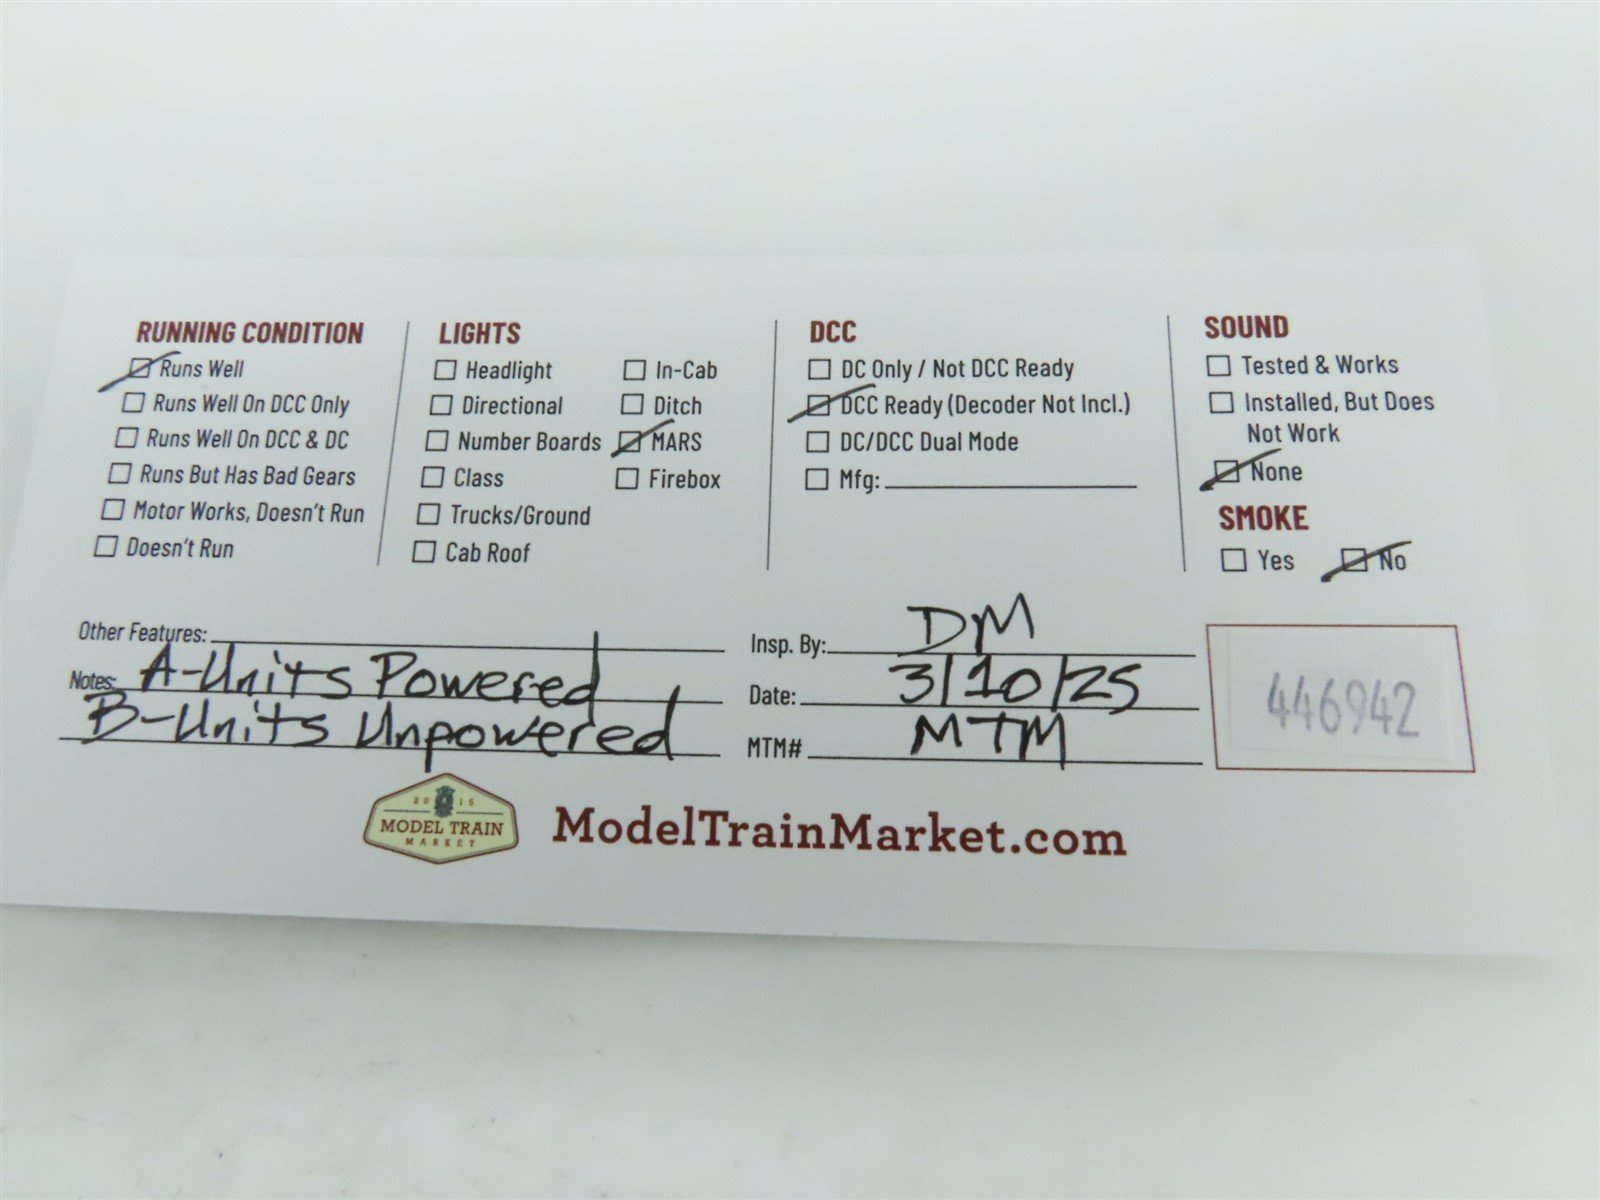 RUNNING CONDITION
Runs Well
Runs Well On DCC Only
Runs Well On DCC & DC
Runs But Has Bad Gears
Motor Works, Doesn't Run
Doesn't Run
LIGHTS
Headlight
Directional
Number Boards
Class
Trucks/Ground
Cab Roof
In-Cab
Ditch
MARS
Firebox
DCC
DC Only / Not DCC Ready
DCC Ready (Decoder Not Incl.)
DC/DCC Dual Mode
Mfg:
SOUND
Tested & Works
Installed, But Does
Not Work
None
SMOKE
Yes No
Other Features:
Notes: A-Units Powered
B-Units Unpowered
Insp. By: DM
Date: 3/10/25
MTM# MTM
446942
2015
MODEL TRAIN
MARKET
ModelTrainMarket.com